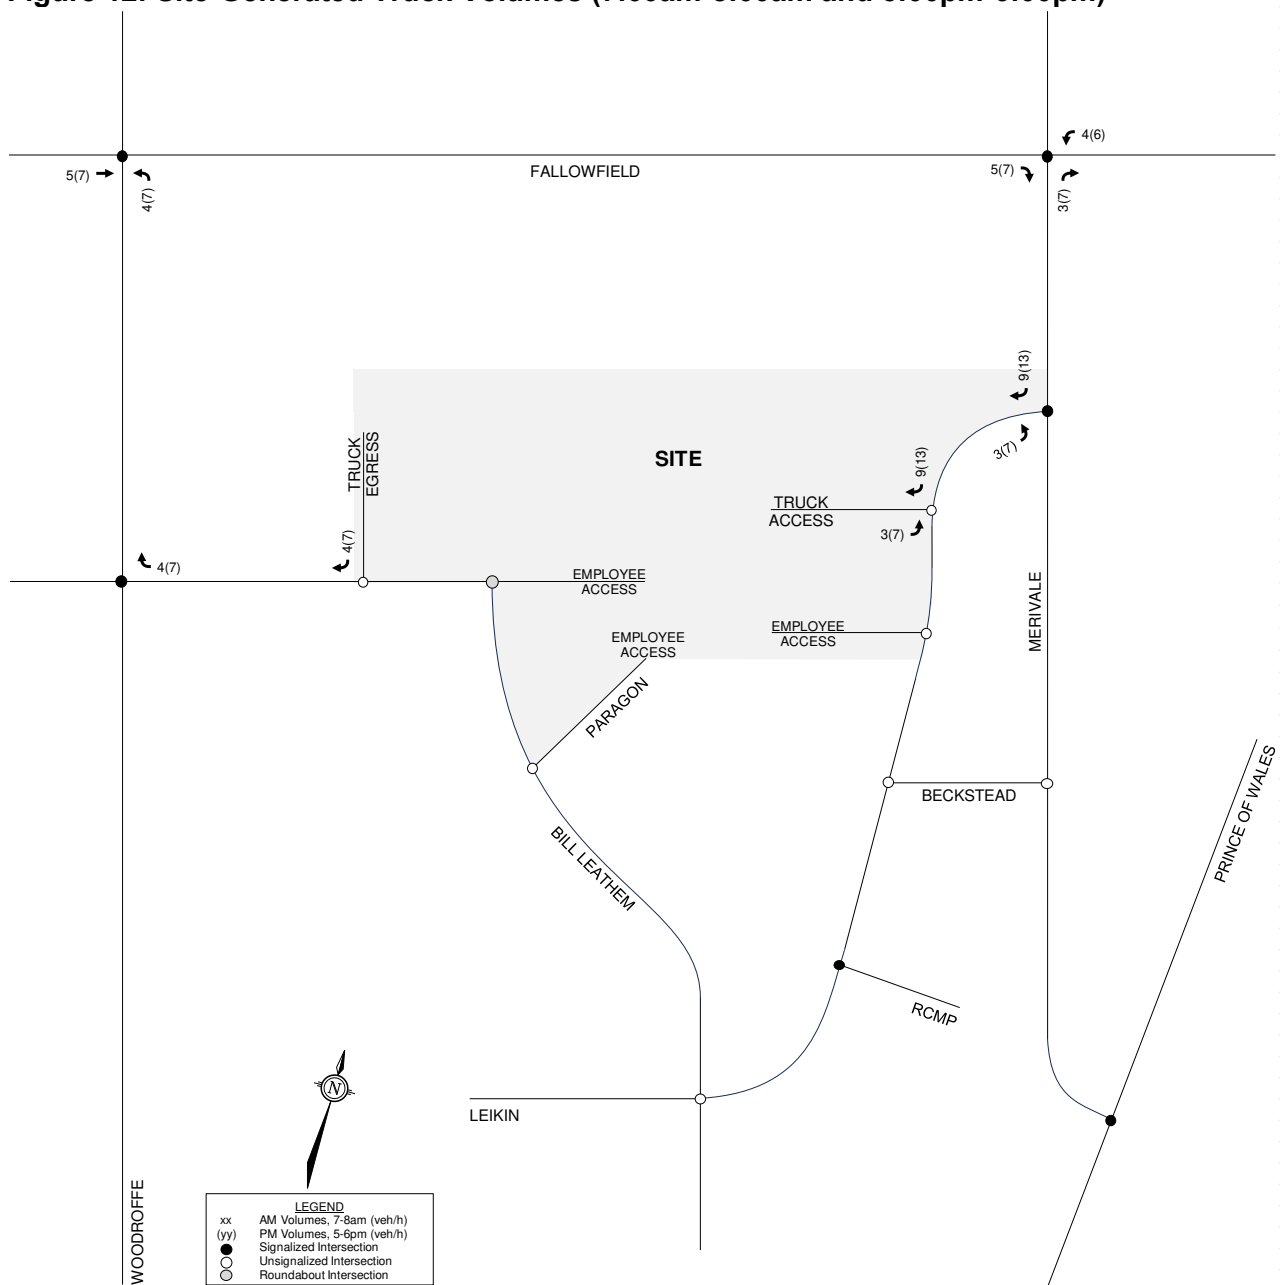 Figure 12: Site-Generated Truck Volumes (7:00am-8:00am and 5:00pm-6:00pm)
4(6)
5(7)
4(7)
FALLOWFIELD
5(7)
3(7)
9(13)
3(7)
TRUCK
EGRESS
SITE
9(13)
TRUCK
ACCESS
3(7)
4(7)
4(7)
EMPLOYEE
ACCESS
MERIVALE
EMPLOYEE
ACCESS
EMPLOYEE
ACCESS
PARAGON
BECKSTEAD
PRINCE OF WALES
BILL LEATHEM
RCMP
LEIKIN
WOODROFFE
LEGEND
xx AM Volumes, 7-8am (veh/h)
(yy) PM Volumes, 5-6pm (veh/h)
Signalized Intersection
Unsignalized Intersection
Roundabout Intersection
N